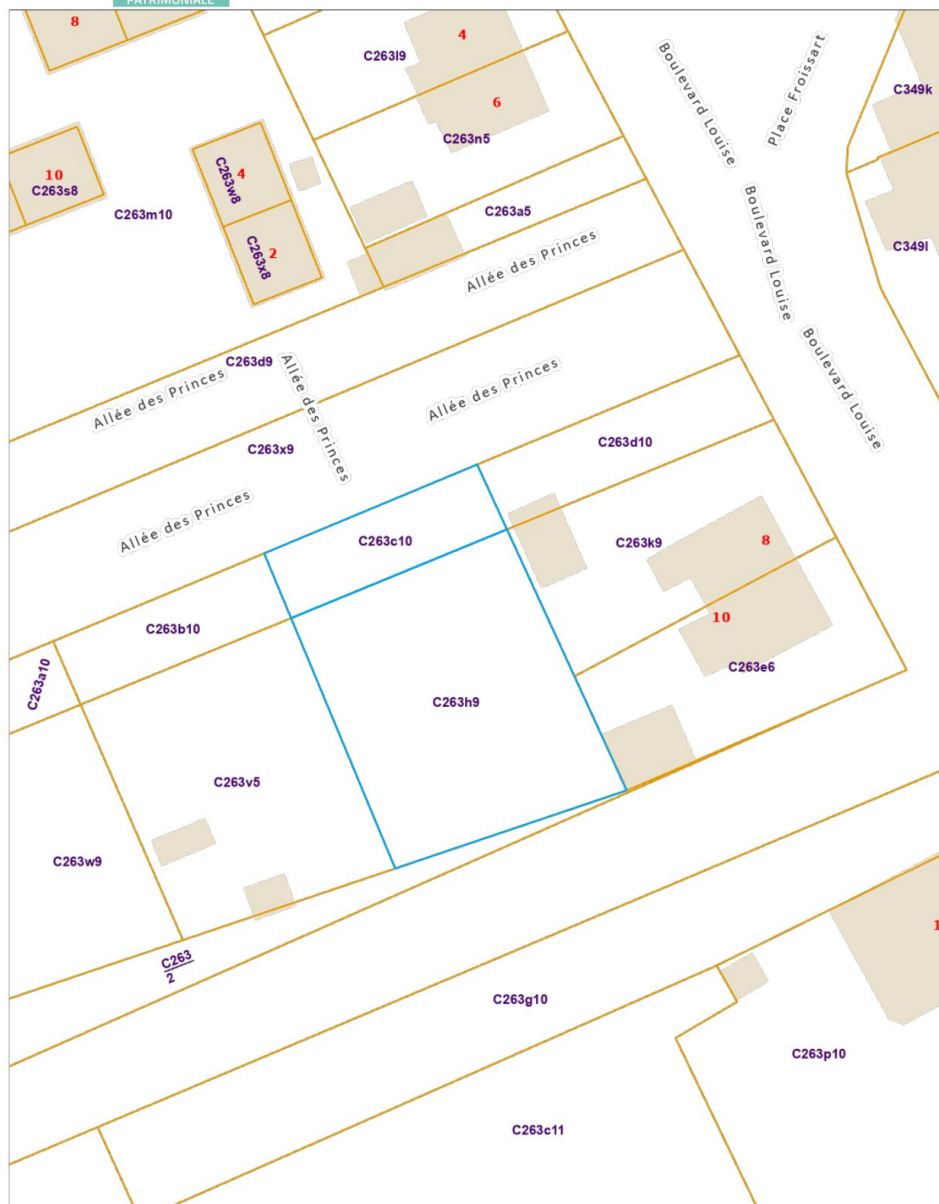 PATRIMONIALE
8
4
C263l9
Boulevard Louise
Place Froissart
C349k
6
C263n5
10
C263s8
4
C263w8
C263m10
C263a5
Boulevard Louise
C349l
2
C263x8
Allée des Princes
C263d9
Allée des Princes
Allée des Princes
Allée des Princes
Boulevard Louise
C263x9
C263d10
Allée des Princes
C263c10
C263k9
8
C263b10
10
C263a10
C263e6
C263h9
C263v5
C263w9
C263
2
1
C263g10
C263p10
C263c11